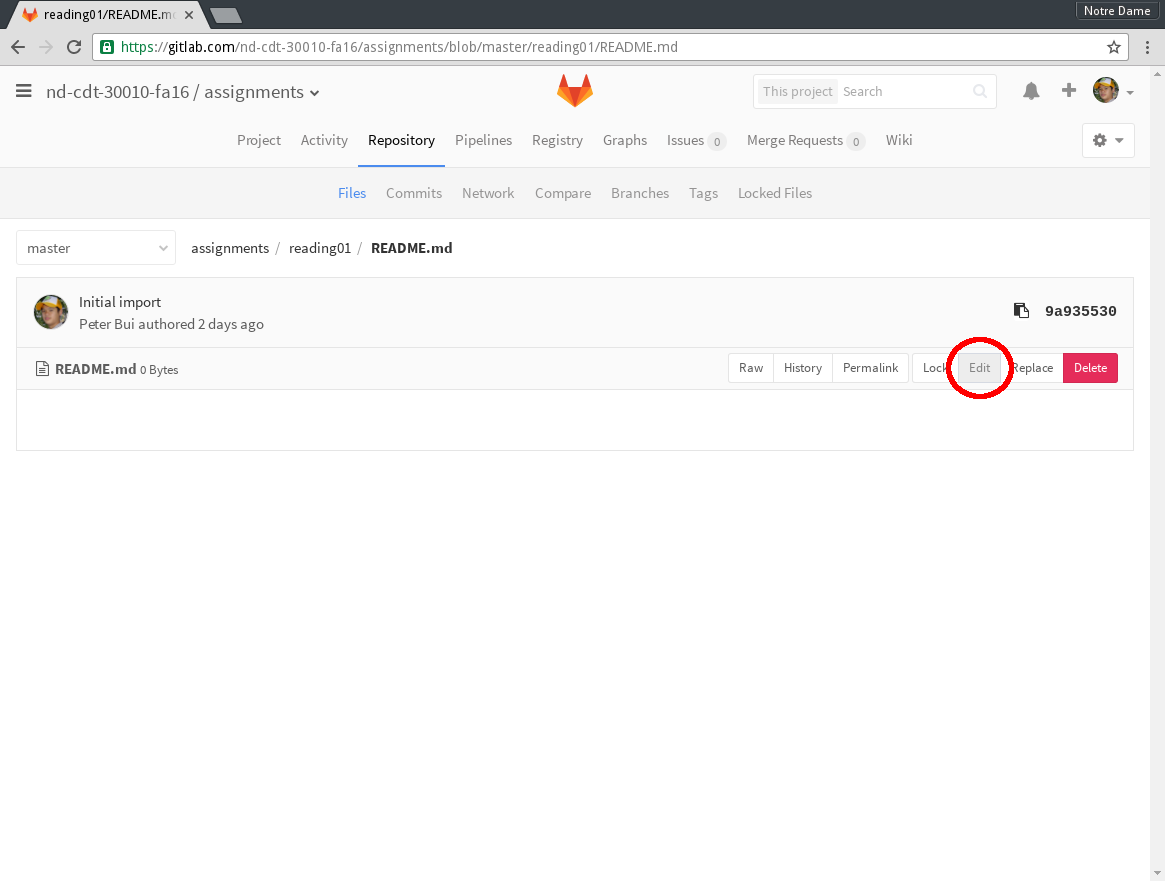 reading01/README.m
Notre Dame
https://gitlab.com/nd-cdt-30010-fa16/assignments/blob/master/reading01/README.md
nd-cdt-30010-fa16 / assignments
This project Search
Project Activity Repository Pipelines Registry Graphs Issues 0 Merge Requests 0 Wiki
Files Commits Network Compare Branches Tags Locked Files
master assignments / reading01 / README.md
Initial import
9a935530
Peter Bui authored 2 days ago
README.md 0 Bytes Raw History Permalink Lock Edit Replace Delete